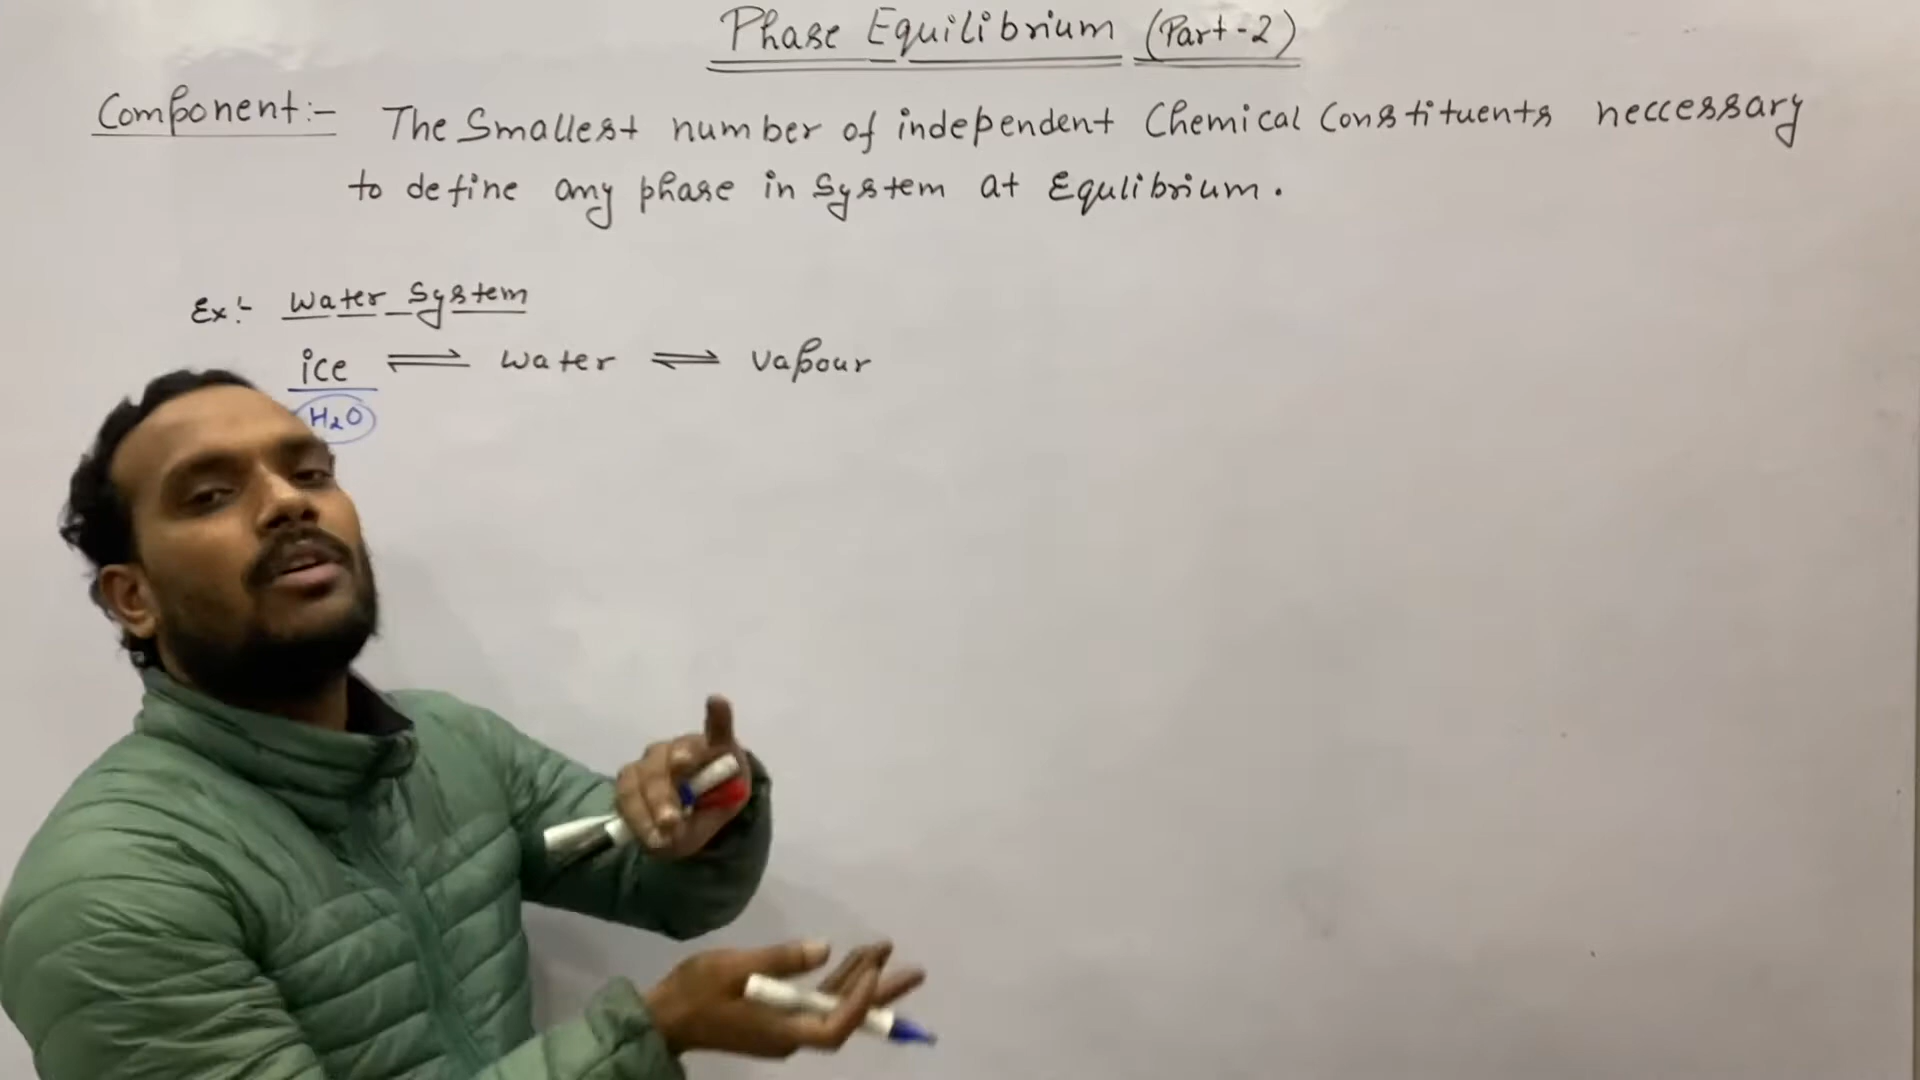 Phase Equilibrium (Part-2)
Component:- The Smallest number of independent Chemical Constituents neccessary
to define any phase in System at Equlibrium.
Ex:- Water System
ice ⇌ water ⇌ vapour
H₂O